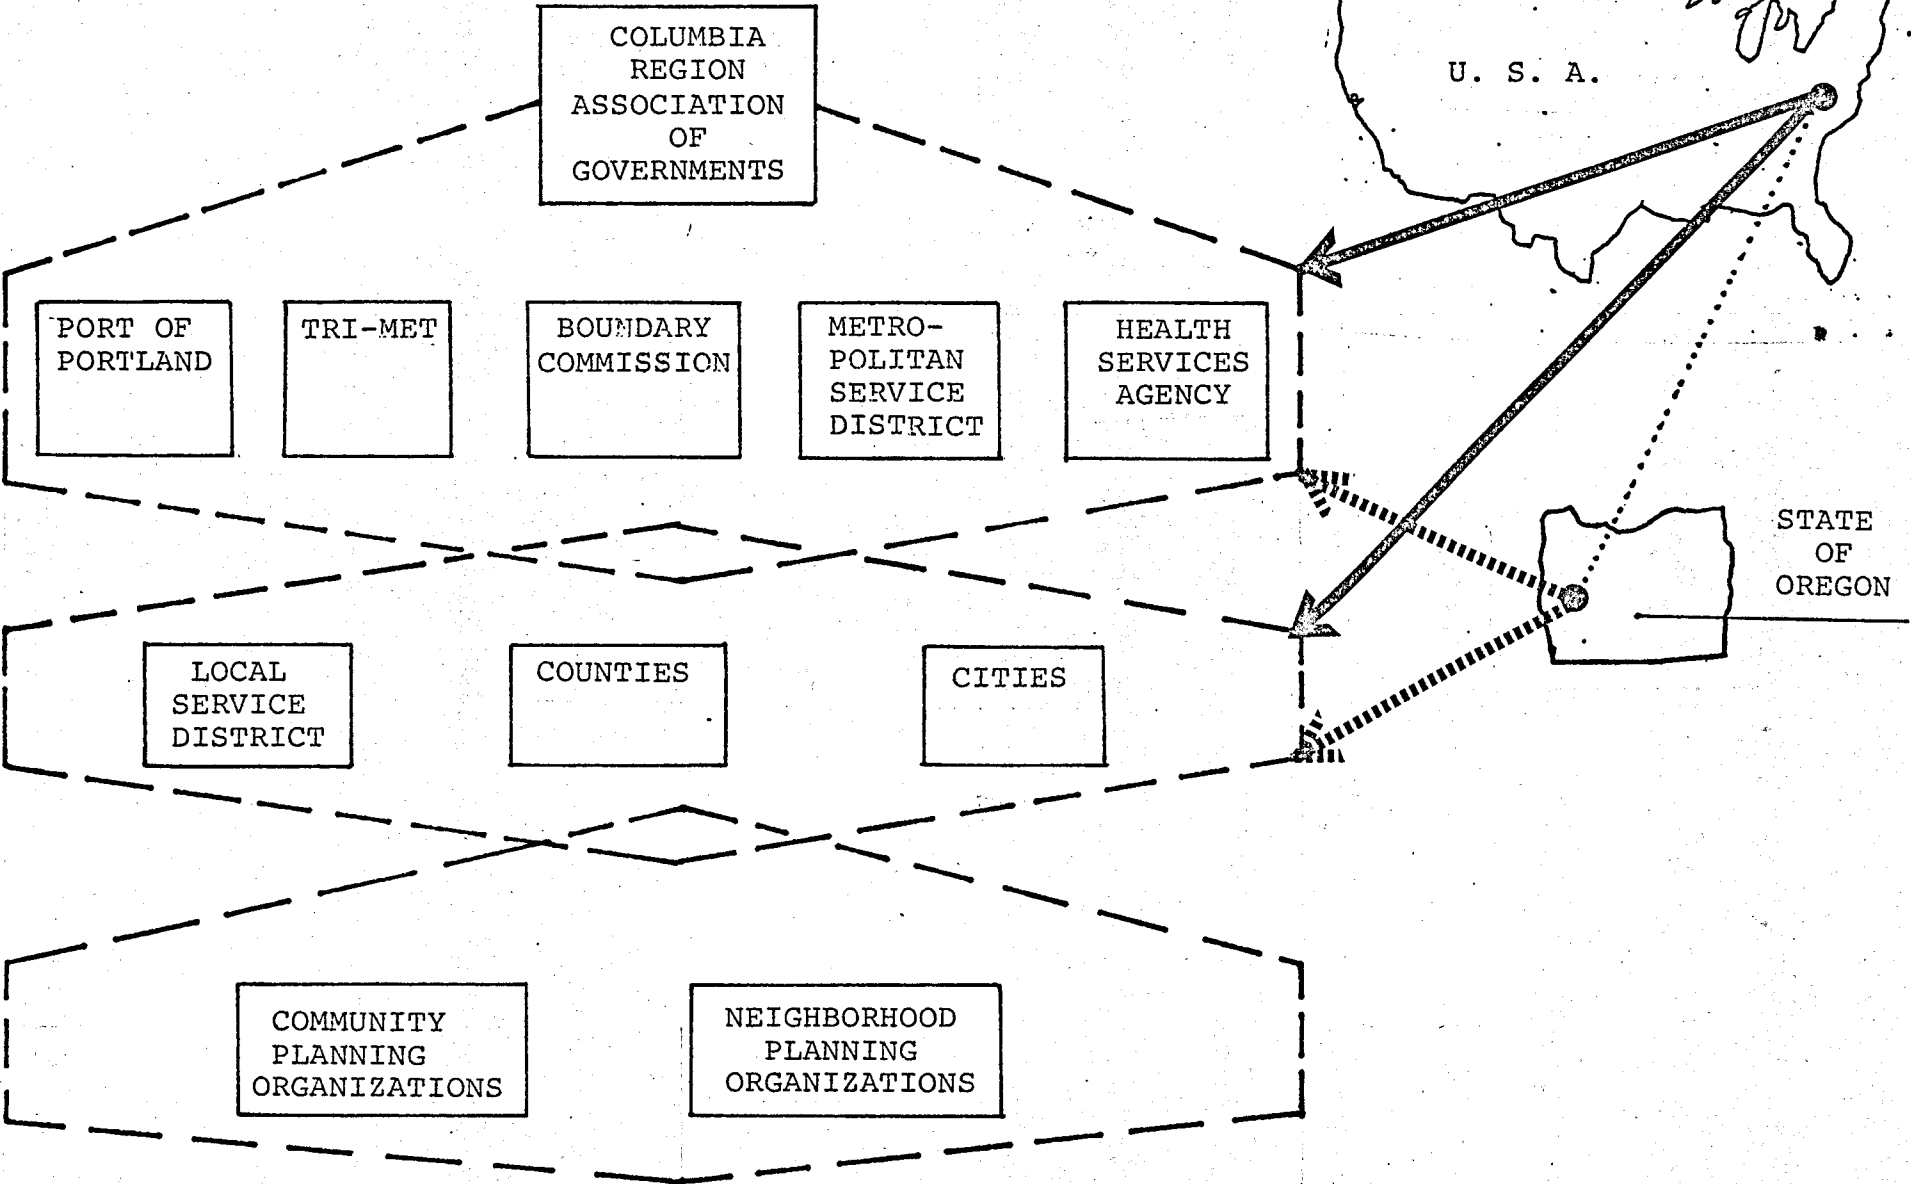 COLUMBIA
REGION
ASSOCIATION
OF
GOVERNMENTS
U. S. A.
PORT OF
PORTLAND
TRI-MET
BOUNDARY
COMMISSION
METRO-
POLITAN
SERVICE
DISTRICT
HEALTH
SERVICES
AGENCY
STATE
OF
OREGON
LOCAL
SERVICE
DISTRICT
COUNTIES
CITIES
COMMUNITY
PLANNING
ORGANIZATIONS
NEIGHBORHOOD
PLANNING
ORGANIZATIONS